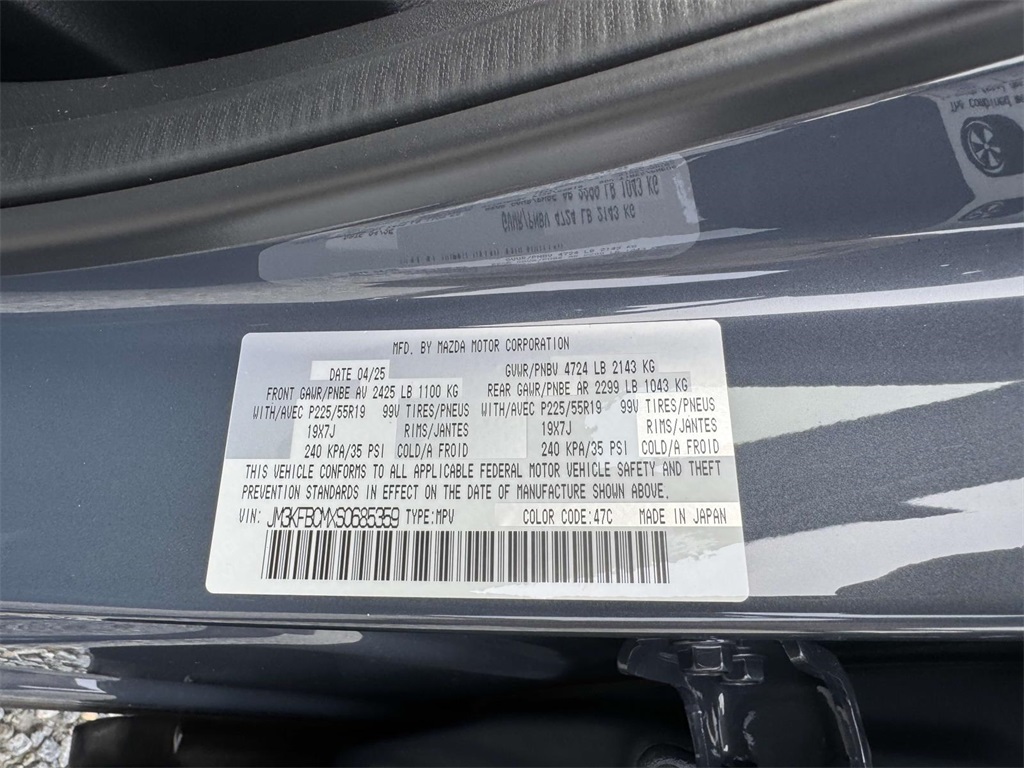 MFD. BY MAZDA MOTOR CORPORATION
DATE 04/25 GVWR/PNBV 4724 LB 2143 KG
FRONT GAWR/PNBE AV 2425 LB 1100 KG REAR GAWR/PNBE AR 2299 LB 1043 KG
WITH/AVEC P225/55R19 99V TIRES/PNEUS WITH/AVEC P225/55R19 99V TIRES/PNEUS
19X7J RIMS/JANTES 19X7J RIMS/JANTES
240 KPA/35 PSI COLD/A FROID 240 KPA/35 PSI COLD/A FROID
THIS VEHICLE CONFORMS TO ALL APPLICABLE FEDERAL MOTOR VEHICLE SAFETY AND THEFT
PREVENTION STANDARDS IN EFFECT ON THE DATE OF MANUFACTURE SHOWN ABOVE.
VIN: JM3KFBCMXS0685359 TYPE:MPV COLOR CODE:47C MADE IN JAPAN